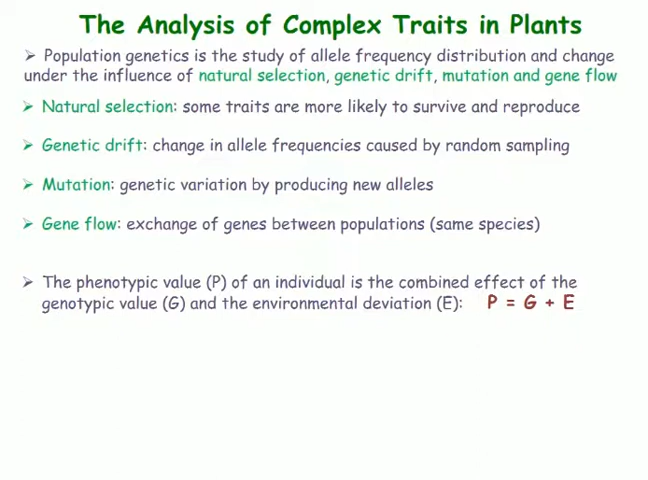 The Analysis of Complex Traits in Plants
➢ Population genetics is the study of allele frequency distribution and change
under the influence of natural selection, genetic drift, mutation and gene flow
➢ Natural selection: some traits are more likely to survive and reproduce
➢ Genetic drift: change in allele frequencies caused by random sampling
➢ Mutation: genetic variation by producing new alleles
➢ Gene flow: exchange of genes between populations (same species)
➢ The phenotypic value (P) of an individual is the combined effect of the
genotypic value (G) and the environmental deviation (E): P = G + E